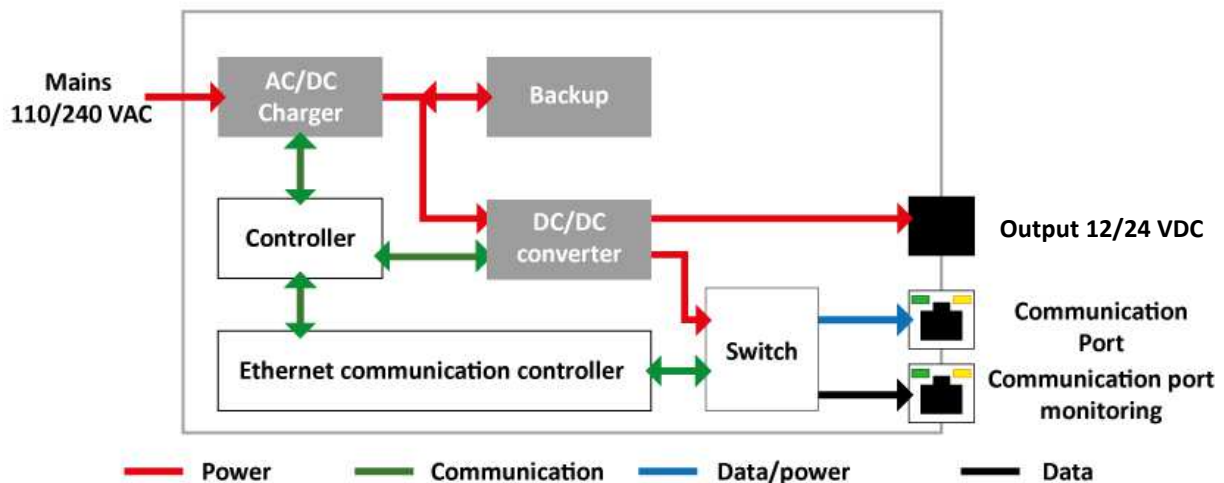 Mains
110/240 VAC
AC/DC
Charger
Backup
Controller
DC/DC
converter
Output 12/24 VDC
Ethernet communication controller
Switch
Communication
Port
Communication port
monitoring
Power
Communication
Data/power
Data